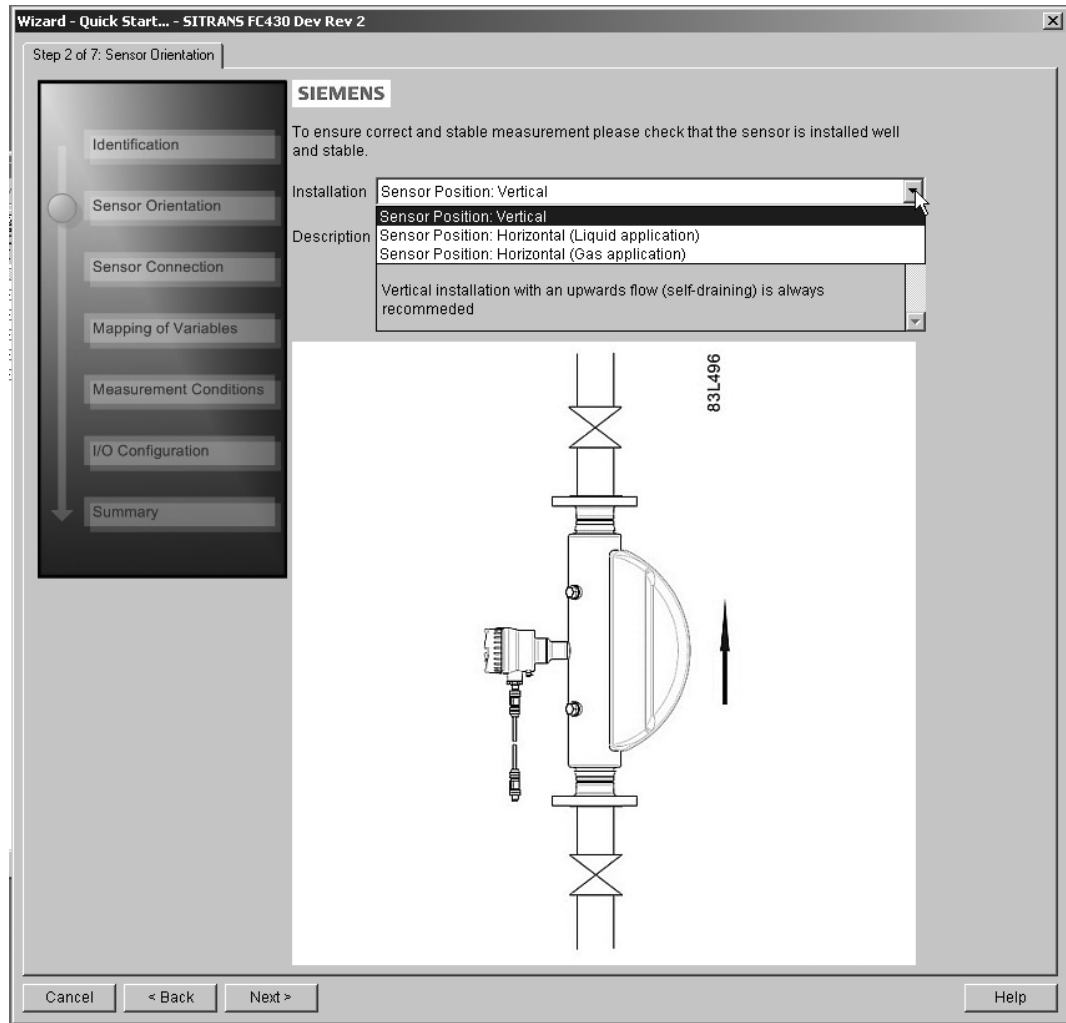 Wizard - Quick Start... - SITRANS FC430 Dev Rev 2
Step 2 of 7: Sensor Orientation
Identification
Sensor Orientation
Sensor Connection
Mapping of Variables
Measurement Conditions
I/O Configuration
Summary
SIEMENS
To ensure correct and stable measurement please check that the sensor is installed well
and stable.
Installation Sensor Position: Vertical
Sensor Position: Vertical
Description Sensor Position: Horizontal (Liquid application)
Sensor Position: Horizontal (Gas application)
Vertical installation with an upwards flow (self-draining) is always
recommeded
83L496
Cancel
< Back
Next >
Help